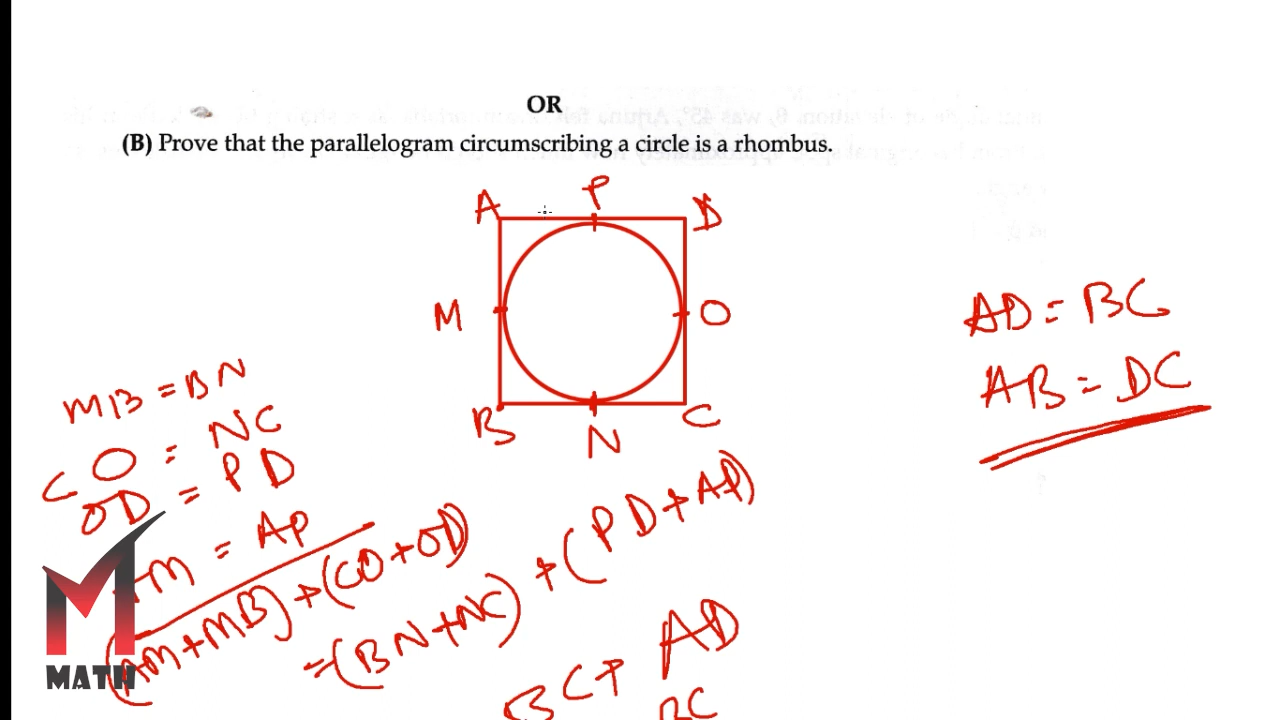 OR
(B) Prove that the parallelogram circumscribing a circle is a rhombus.
A P D
M O
B N C
AD = BC
AB = DC
MB = BN
CO = NC
OD = PD
AM = AP
(AM+MB)+(CO+OD)
=(BN+NC)+(PD+AP)
BC+ AD
BC
MATH